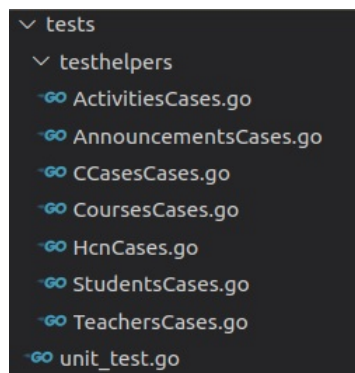 tests
testhelpers
GO ActivitiesCases.go
GO AnnouncementsCases.go
GO CCasesCases.go
GO CoursesCases.go
GO HcnCases.go
GO StudentsCases.go
GO TeachersCases.go
GO unit_test.go